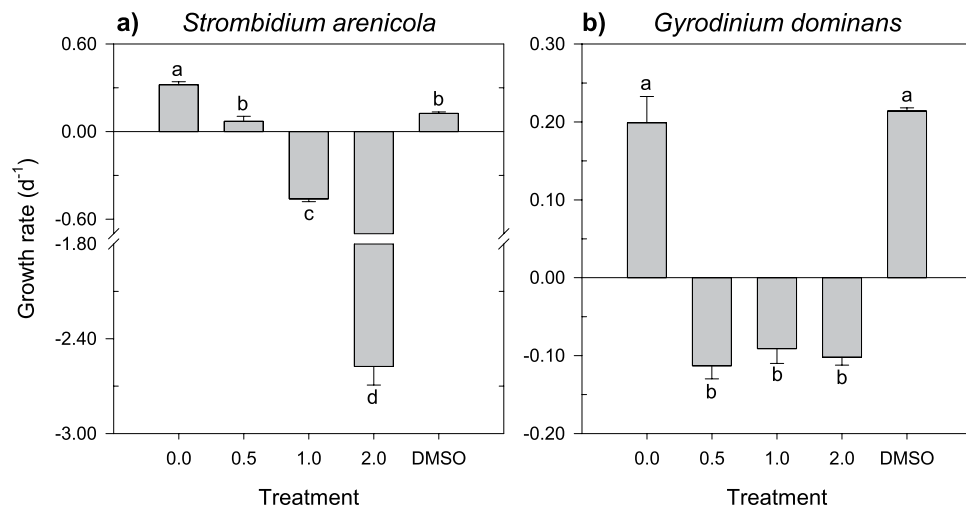 a) Strombidium arenicola
b) Gyrodinium dominans
Growth rate (d⁻¹)
0.60
0.00
-0.60
-1.80
-2.40
-3.00
a
b
c
d
b
0.0 0.5 1.0 2.0 DMSO
Treatment
0.30
0.20
0.10
0.00
-0.10
-0.20
a
b
b
b
a
0.0 0.5 1.0 2.0 DMSO
Treatment